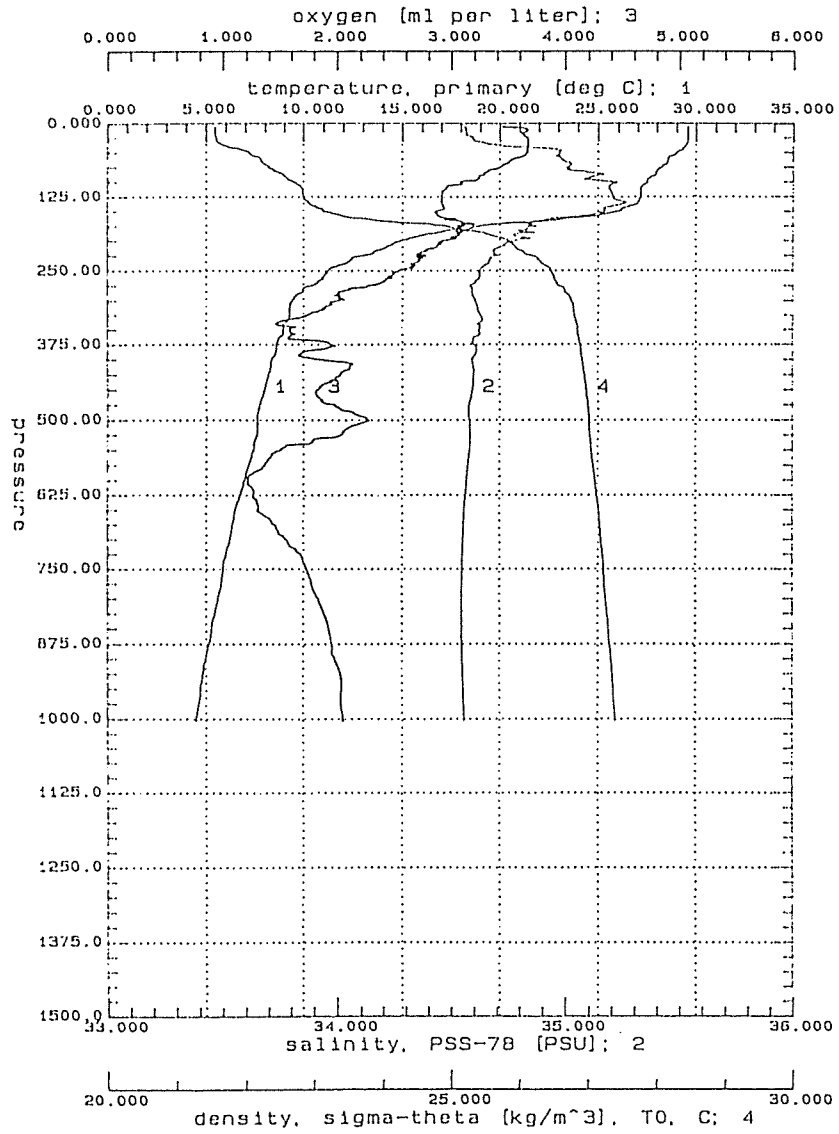 oxygen [ml per liter]; 3
0.000 1.000 2.000 3.000 4.000 5.000 6.000
temperature, primary [deg C]; 1
0.000 5.000 10.000 15.000 20.000 25.000 30.000 35.000
0.000
125.00
250.00
375.00
1 3 2 4
500.00
pressure
625.00
750.00
875.00
1000.0
1125.0
1250.0
1375.0
1500.0
33.000 34.000 35.000 36.000
salinity, PSS-78 [PSU]; 2
20.000 25.000 30.000
density, sigma-theta [kg/m^3], T0, C; 4